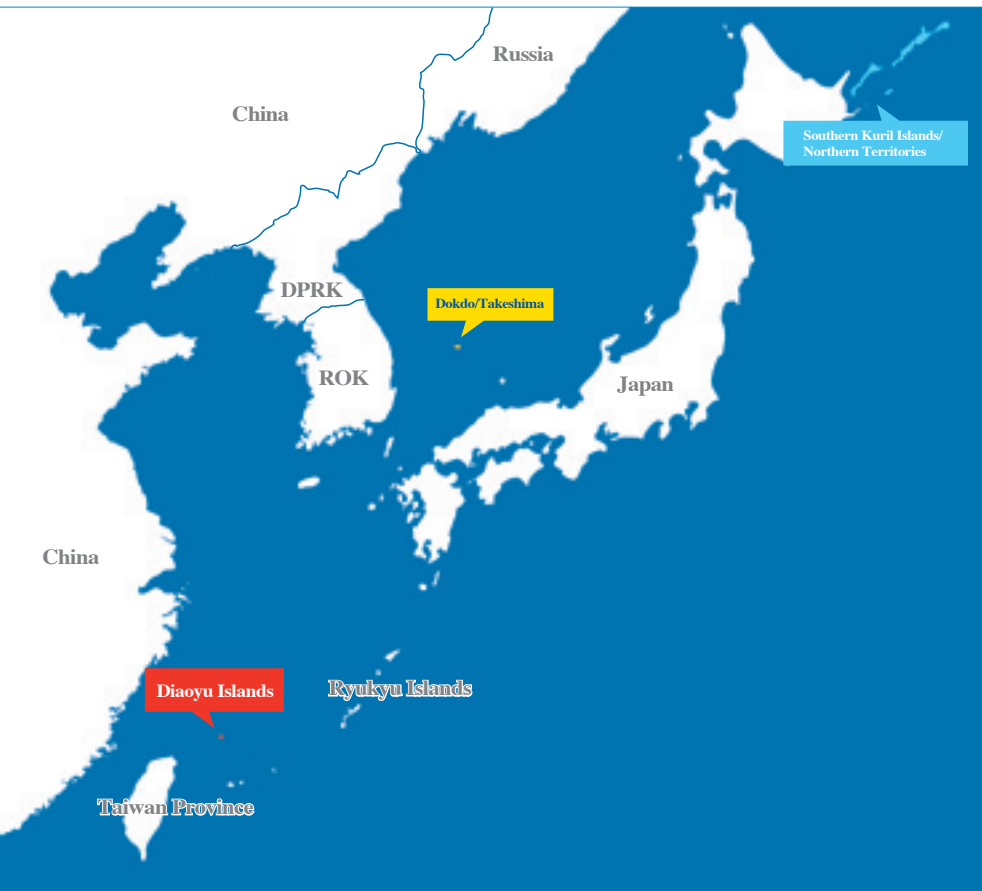 Russia
China
Southern Kuril Islands/
Northern Territories
DPRK
Dokdo/Takeshima
ROK
Japan
China
Diaoyu Islands
Ryukyu Islands
Taiwan Province